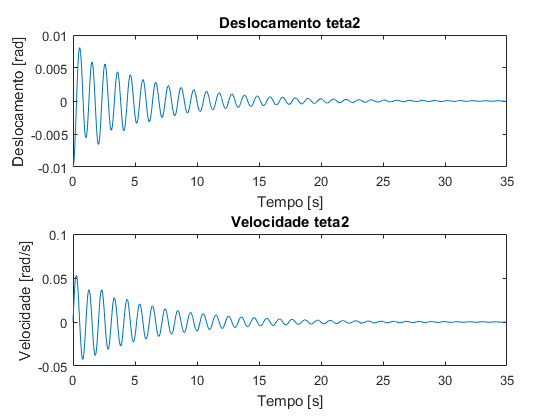 Deslocamento teta2
0.01
0.005
0
-0.005
-0.01
Deslocamento [rad]
0 5 10 15 20 25 30 35
Tempo [s]
Velocidade teta2
0.1
0.05
0
-0.05
Velocidade [rad/s]
0 5 10 15 20 25 30 35
Tempo [s]